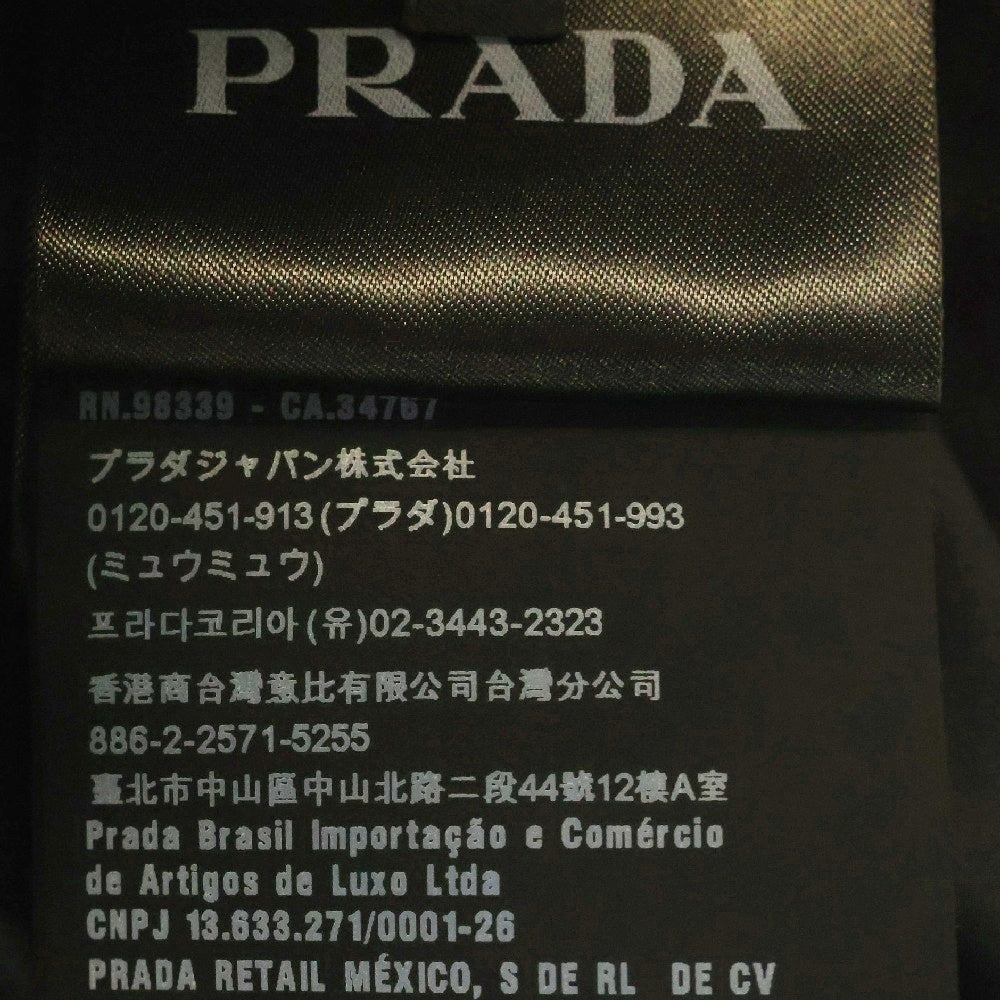 PRADA
RN.98339 - CA.34767
プラダジャパン株式会社
0120-451-913(プラダ)0120-451-993
(ミュウミュウ)
프라다코리아(유)02-3443-2323
香港商台灣意比有限公司台灣分公司
886-2-2571-5255
臺北市中山區中山北路二段44號12樓A室
Prada Brasil Importação e Comércio
de Artigos de Luxo Ltda
CNPJ 13.633.271/0001-26
PRADA RETAIL MÉXICO, S DE RL DE CV